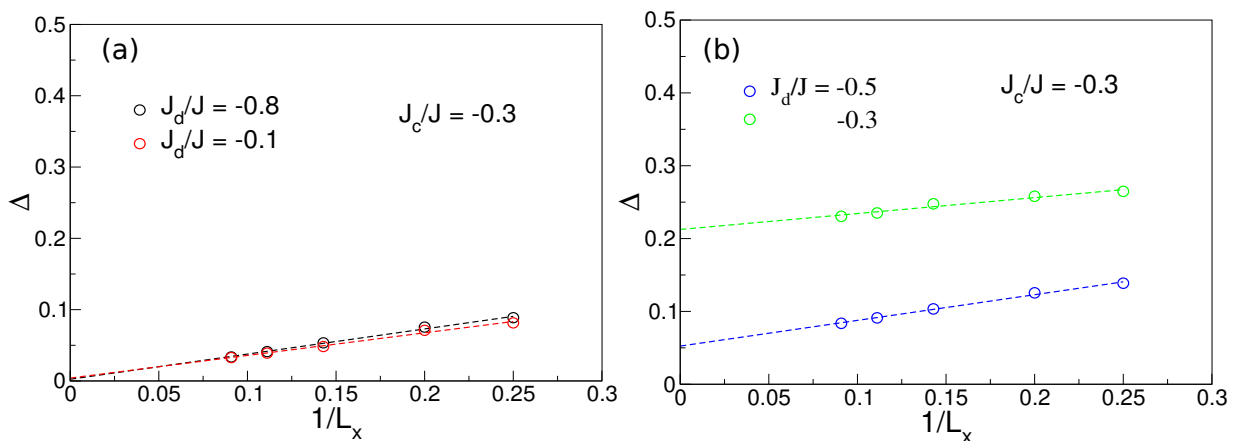 (a)
0.5
0.4
0.3
0.2
0.1
0
Δ
J_d/J = -0.8
J_d/J = -0.1
J_c/J = -0.3
0 0.05 0.1 0.15 0.2 0.25 0.3
1/L_x
(b)
0.5
0.4
0.3
0.2
0.1
0
Δ
J_d/J = -0.5
-0.3
J_c/J = -0.3
0 0.05 0.1 0.15 0.2 0.25 0.3
1/L_x